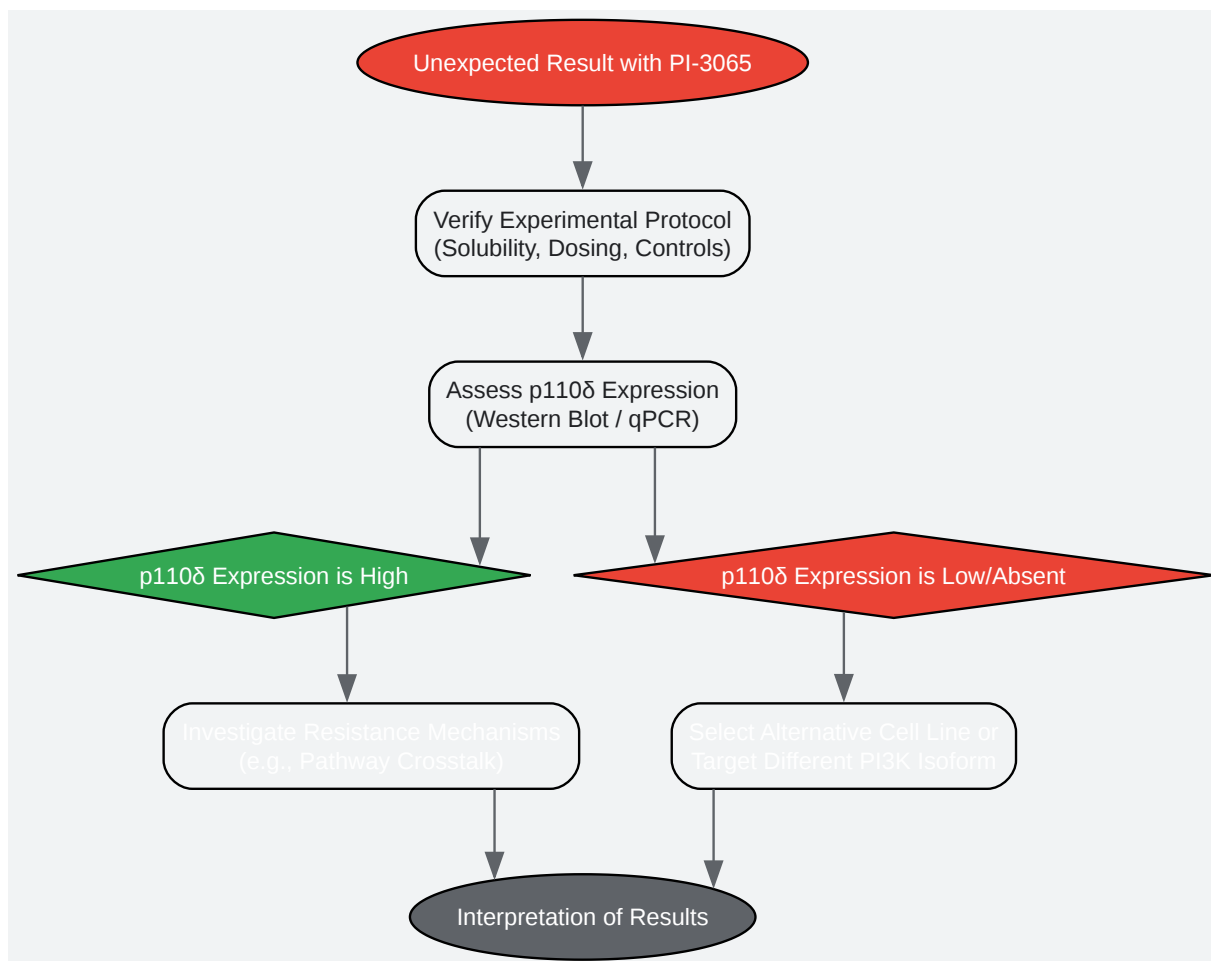 Unexpected Result with PI-3065
Verify Experimental Protocol
(Solubility, Dosing, Controls)
Assess p110δ Expression
(Western Blot / qPCR)
p110δ Expression is High
p110δ Expression is Low/Absent
Investigate Resistance Mechanisms
(e.g., Pathway Crosstalk)
Select Alternative Cell Line or
Target Different PI3K Isoform
Interpretation of Results